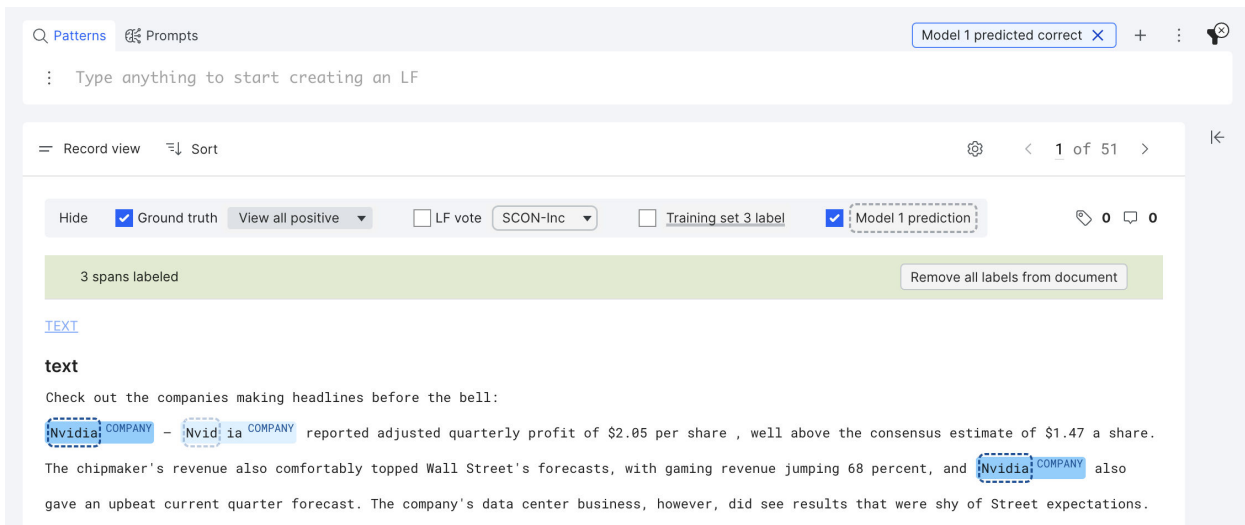 Patterns Prompts Model 1 predicted correct
Type anything to start creating an LF
Record view Sort 1 of 51
Hide Ground truth View all positive LF vote SCON-Inc Training set 3 label Model 1 prediction 0 0
3 spans labeled Remove all labels from document
TEXT
text
Check out the companies making headlines before the bell:
Nvidia COMPANY – Nvid ia COMPANY reported adjusted quarterly profit of $2.05 per share , well above the consensus estimate of $1.47 a share.
The chipmaker's revenue also comfortably topped Wall Street's forecasts, with gaming revenue jumping 68 percent, and Nvidia COMPANY also
gave an upbeat current quarter forecast. The company's data center business, however, did see results that were shy of Street expectations.